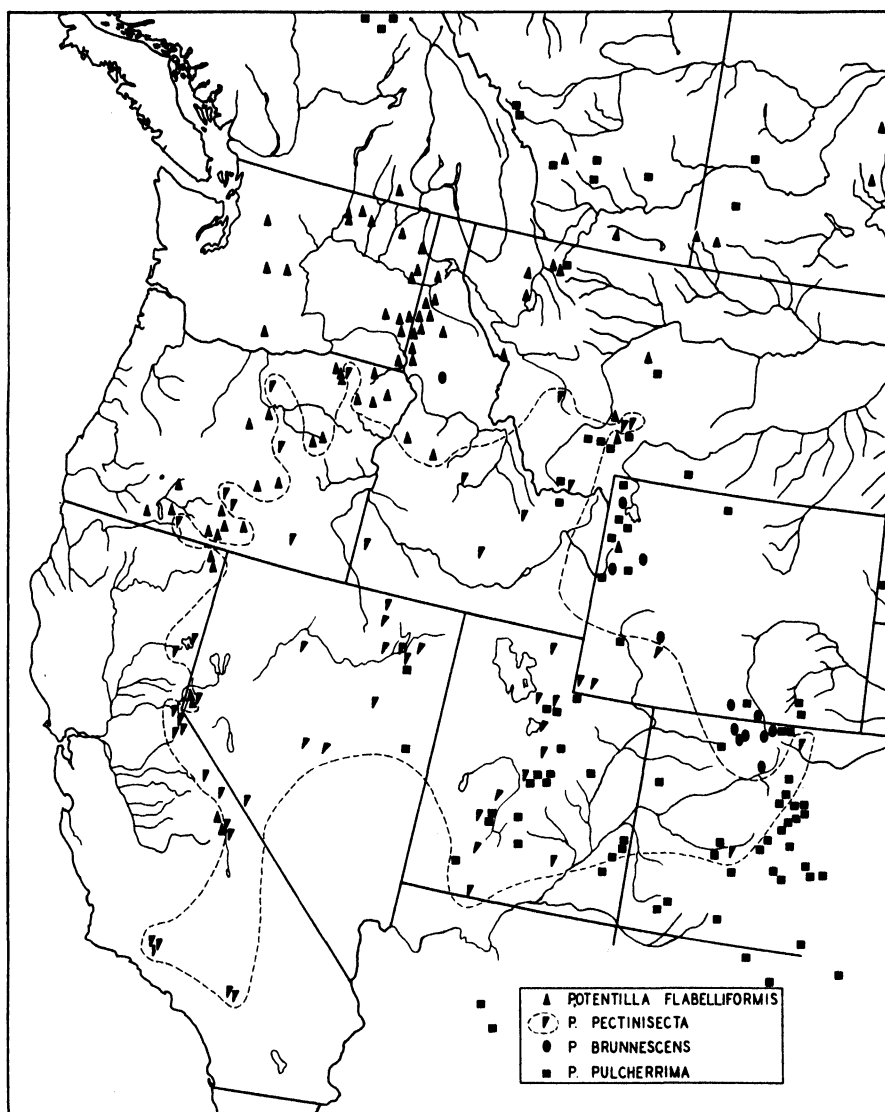 POTENTILLA FLABELLIFORMIS
P. PECTINISECTA
P BRUNNESCENS
P. PULCHERRIMA